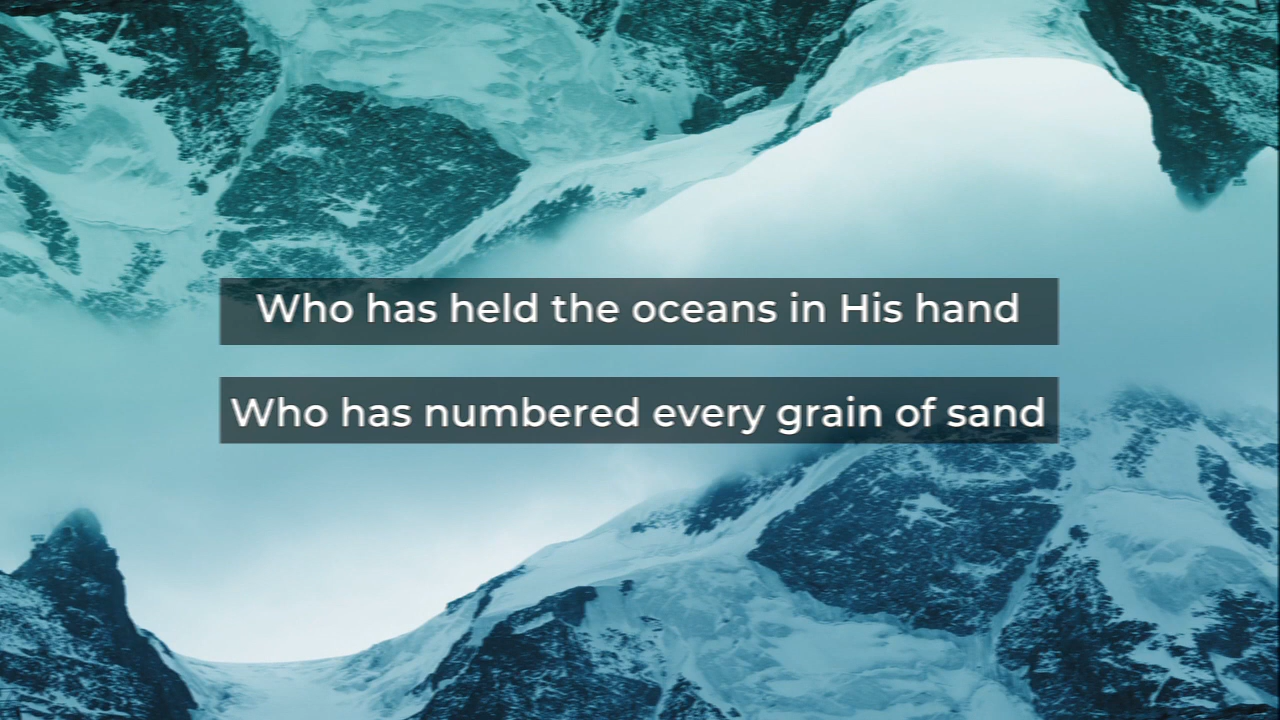 Who has held the oceans in His hand
Who has numbered every grain of sand